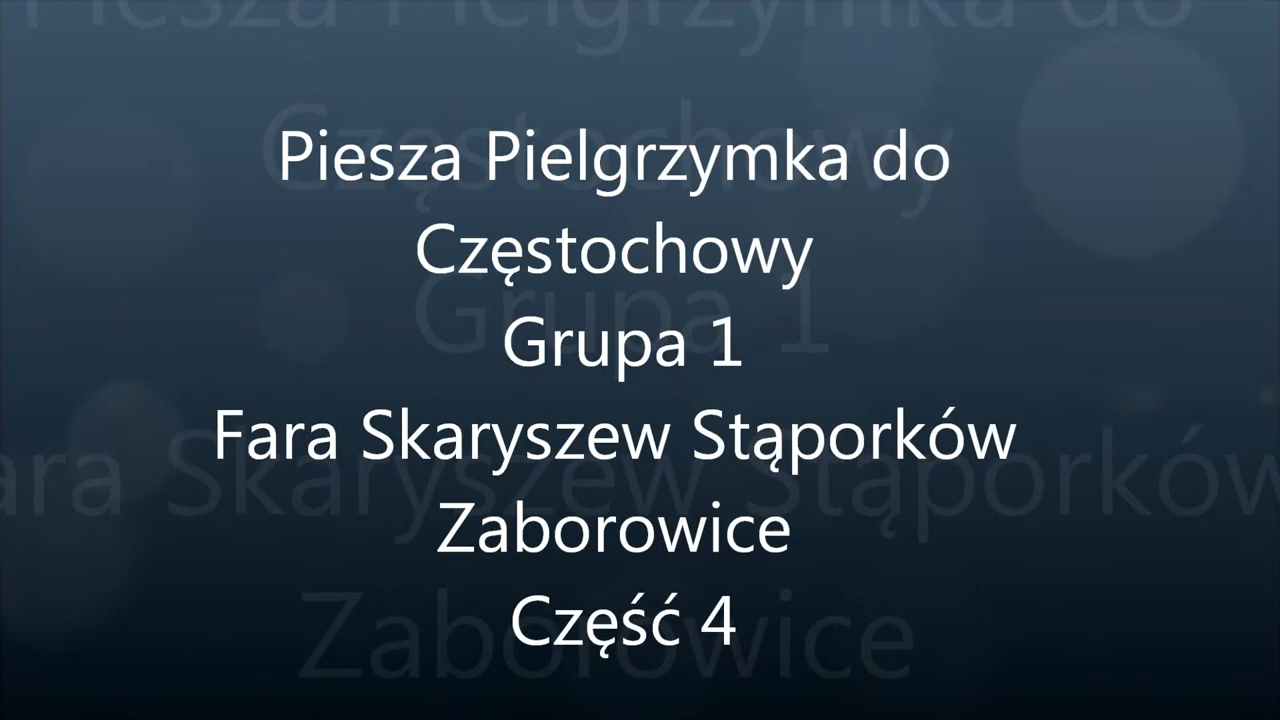 Piesza Pielgrzymka do
Częstochowy
Grupa 1
Fara Skaryszew Stąporków
Zaborowice
Część 4